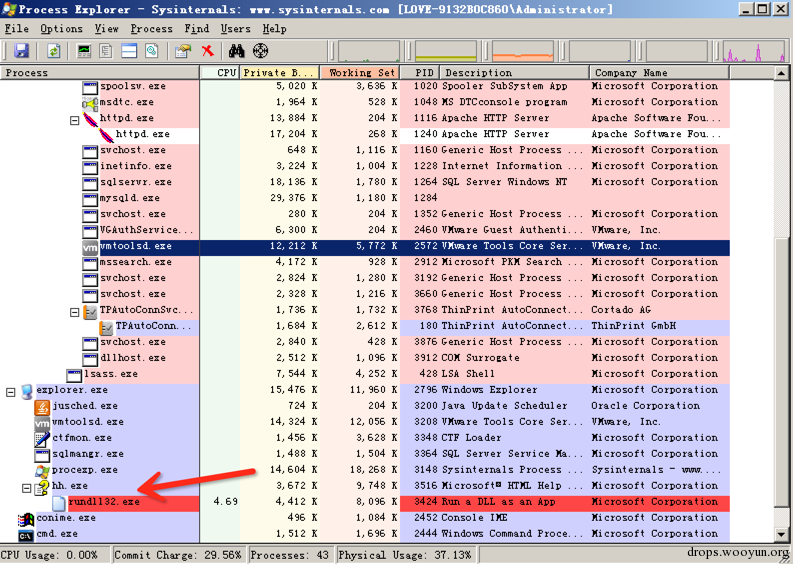 Process Explorer - Sysinternals: www.sysinternals.com [LOVE-9132B0C860\Administrator]
File Options View Process Find Users Help
Process CPU Private B... Working Set PID Description Company Name
spoolsv.exe 5,020 K 3,636 K 1020 Spooler SubSystem App Microsoft Corporation
msdtc.exe 1,964 K 528 K 1048 MS DTCconsole program Microsoft Corporation
httpd.exe 13,884 K 204 K 1116 Apache HTTP Server Apache Software Fou...
httpd.exe 17,204 K 268 K 1240 Apache HTTP Server Apache Software Fou...
svchost.exe 648 K 1,116 K 1160 Generic Host Process ... Microsoft Corporation
inetinfo.exe 3,224 K 1,004 K 1228 Internet Information ... Microsoft Corporation
sqlservr.exe 18,136 K 1,780 K 1264 SQL Server Windows NT Microsoft Corporation
mysqld.exe 29,376 K 1,180 K 1284
svchost.exe 280 K 204 K 1352 Generic Host Process ... Microsoft Corporation
VGAuthService... 6,300 K 204 K 2460 VMware Guest Authenti... VMware, Inc.
vmtoolsd.exe 12,212 K 5,772 K 2572 VMware Tools Core Ser... VMware, Inc.
mssearch.exe 4,172 K 928 K 2912 Microsoft PKM Search ... Microsoft Corporation
svchost.exe 2,824 K 1,280 K 3192 Generic Host Process ... Microsoft Corporation
svchost.exe 2,328 K 1,216 K 3660 Generic Host Process ... Microsoft Corporation
TPAutoConnSvc... 1,736 K 1,732 K 3768 ThinPrint AutoConnect... Cortado AG
TPAutoConn... 1,684 K 2,612 K 180 ThinPrint AutoConnect... ThinPrint GmbH
svchost.exe 2,840 K 428 K 3876 Generic Host Process ... Microsoft Corporation
dllhost.exe 2,512 K 1,096 K 3912 COM Surrogate Microsoft Corporation
lsass.exe 7,544 K 4,252 K 428 LSA Shell Microsoft Corporation
explorer.exe 15,476 K 11,960 K 2796 Windows Explorer Microsoft Corporation
jusched.exe 724 K 204 K 3200 Java Update Scheduler Oracle Corporation
vmtoolsd.exe 14,324 K 12,056 K 3208 VMware Tools Core Ser... VMware, Inc.
ctfmon.exe 1,456 K 3,628 K 3348 CTF Loader Microsoft Corporation
sqlmangr.exe 1,488 K 1,504 K 3364 SQL Server Service Ma... Microsoft Corporation
procexp.exe 14,604 K 18,268 K 3148 Sysinternals Process ... Sysinternals - www....
hh.exe 3,672 K 9,748 K 3516 Microsoft® HTML Help ... Microsoft Corporation
rundll32.exe 4.69 4,412 K 8,096 K 3424 Run a DLL as an App Microsoft Corporation
conime.exe 496 K 1,084 K 2452 Console IME Microsoft Corporation
cmd.exe 1,512 K 1,696 K 2444 Windows Command Proce... Microsoft Corporation
CPU Usage: 0.00% Commit Charge: 29.56% Processes: 43 Physical Usage: 37.13%
drops.wooyun.org